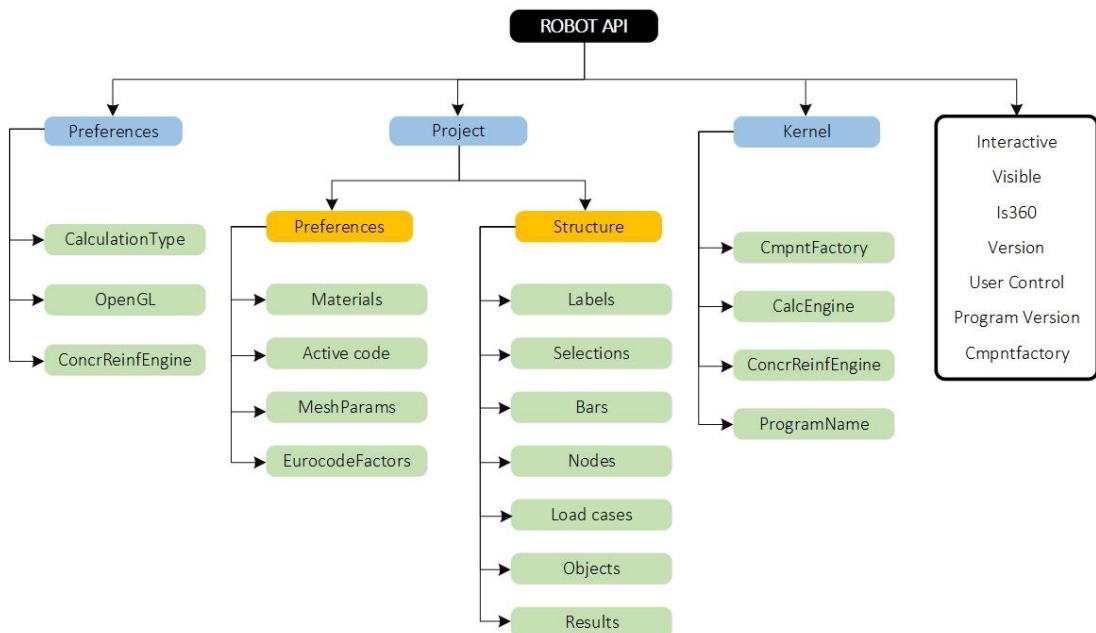 ROBOT API
Preferences
Project
Kernel
Interactive
Visible
Is360
Version
User Control
Program Version
Cmpntfactory
CalculationType
OpenGL
ConcrReinfEngine
Preferences
Materials
Active code
MeshParams
EurocodeFactors
Structure
Labels
Selections
Bars
Nodes
Load cases
Objects
Results
CmpntFactory
CalcEngine
ConcrReinfEngine
ProgramName